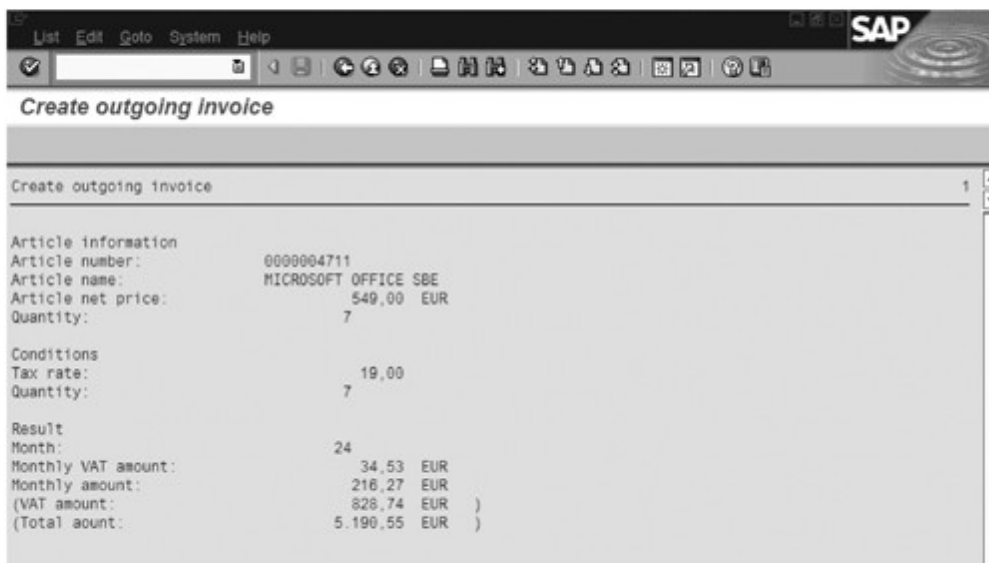 List Edit Goto System Help
SAP
Create outgoing invoice
Create outgoing invoice 1
Article information
Article number: 0000004711
Article name: MICROSOFT OFFICE SBE
Article net price: 549,00 EUR
Quantity: 7
Conditions
Tax rate: 19,00
Quantity: 7
Result
Month: 24
Monthly VAT amount: 34,53 EUR
Monthly amount: 216,27 EUR
(VAT amount: 828,74 EUR )
(Total aount: 5.190,55 EUR )